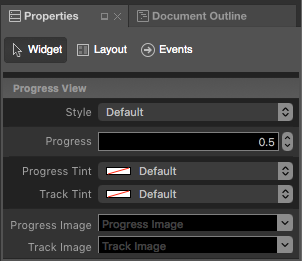 Properties
Document Outline
Widget Layout Events
Progress View
Style Default
Progress 0.5
Progress Tint Default
Track Tint Default
Progress Image Progress Image
Track Image Track Image